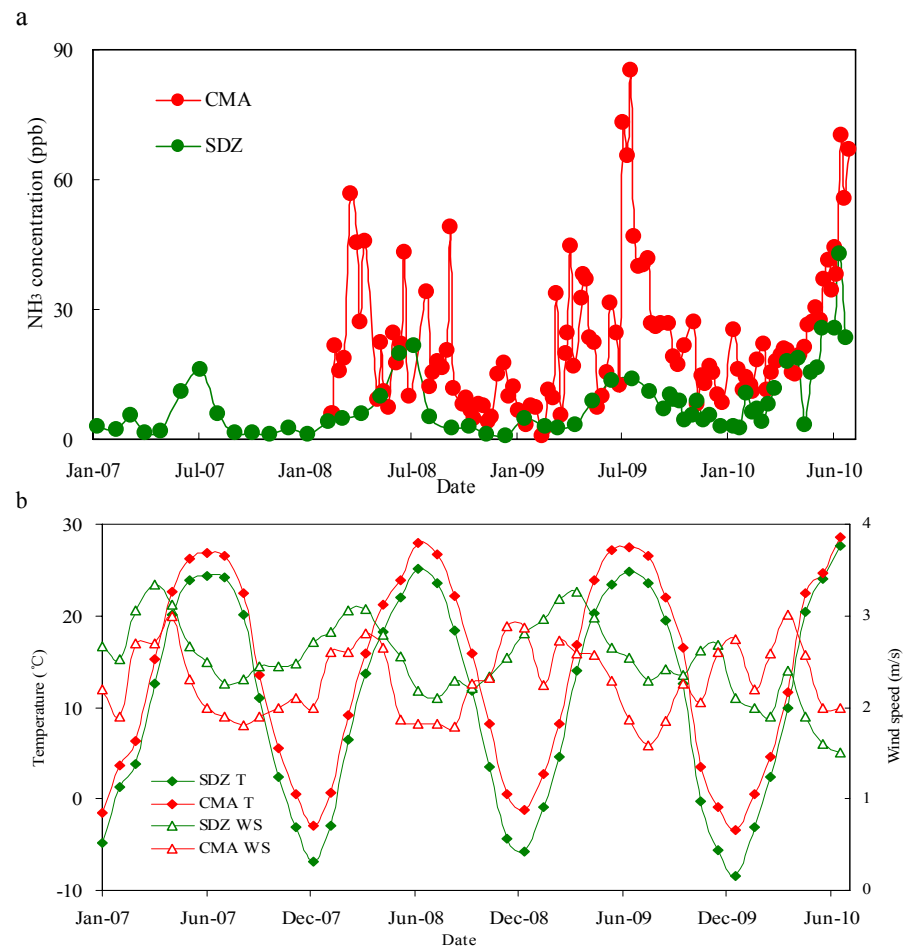 a
90
60
30
0
NH3 concentration (ppb)
CMA
SDZ
Jan-07
Jul-07
Jan-08
Jul-08
Jan-09
Jul-09
Jan-10
Jun-10
Date
b
30
20
10
0
-10
Temperature (℃)
4
3
2
1
0
Wind speed (m/s)
SDZ T
CMA T
SDZ WS
CMA WS
Jan-07
Jun-07
Dec-07
Jun-08
Dec-08
Jun-09
Dec-09
Jun-10
Date